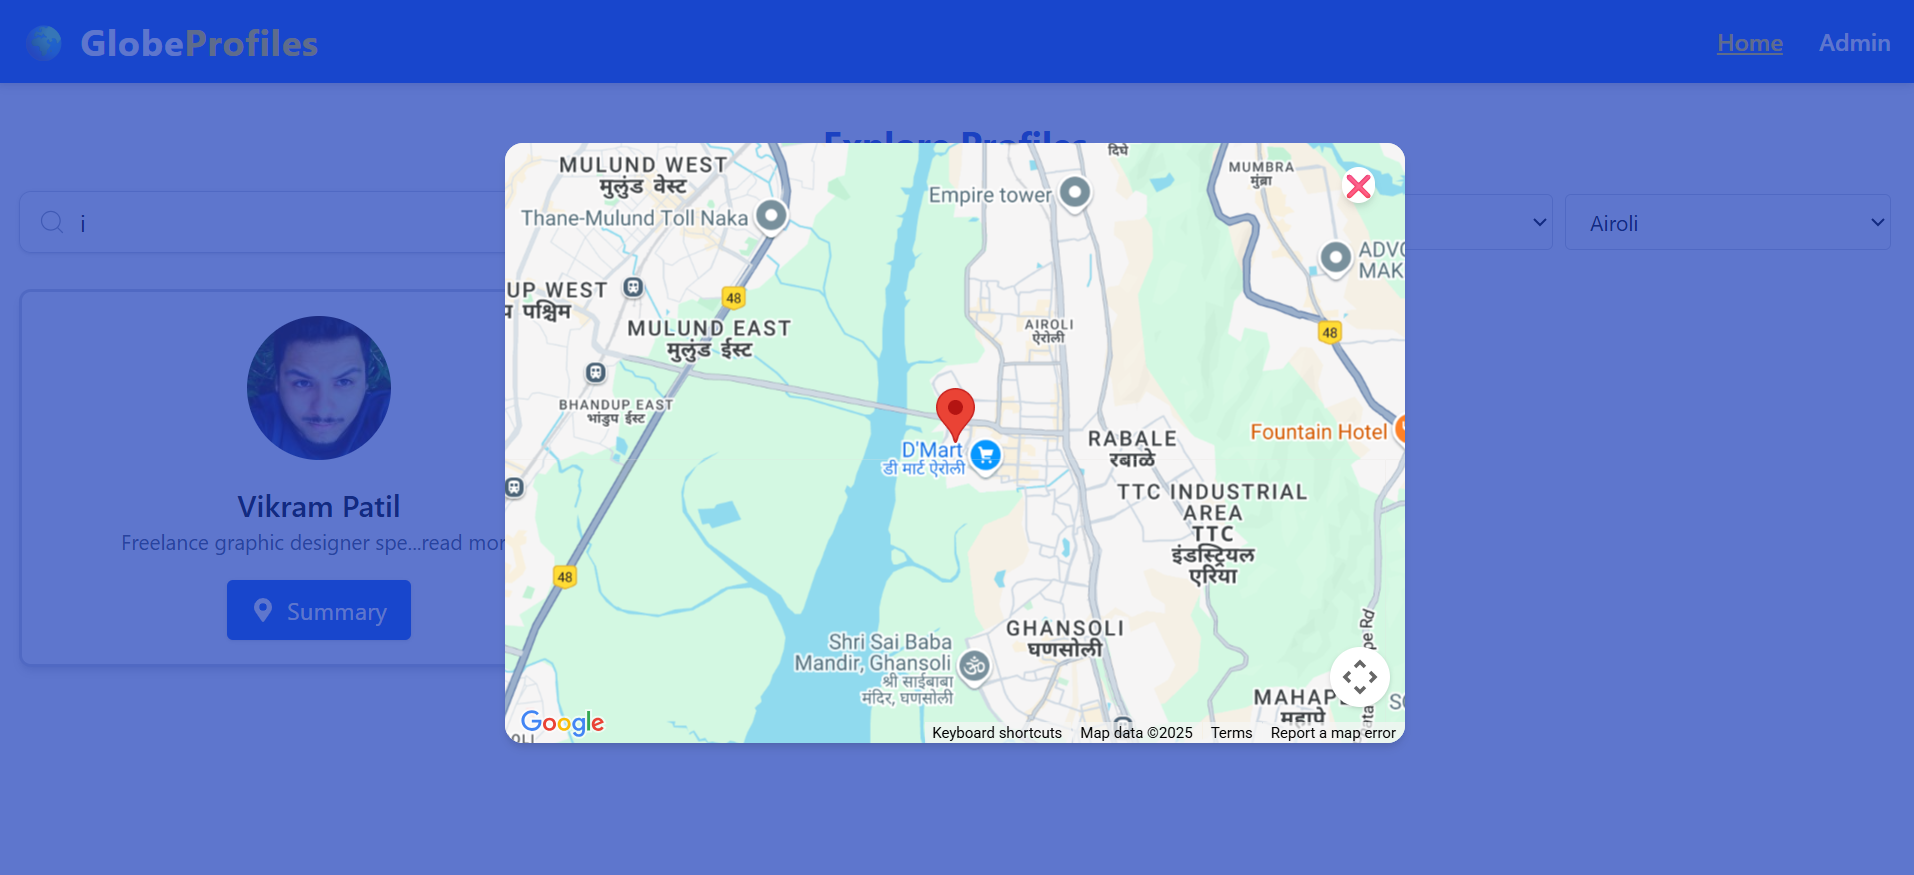 GlobeProfiles
Home
Admin
Explore Profiles
i
Airoli
Vikram Patil
Freelance graphic designer spe...read mor
Summary
MULUND WEST
मुलुंड वेस्ट
Thane-Mulund Toll Naka
Empire tower
दिघे
MUMBRA
मुंब्रा
ADVC
MAK
UP WEST
प पश्चिम
48
MULUND EAST
मुलुंड ईस्ट
AIROLI
ऐरोली
48
BHANDUP EAST
भांडुप ईस्ट
D'Mart
डी मार्ट ऐरोली
RABALE
रबाळे
Fountain Hotel
TTC INDUSTRIAL
AREA
TTC
इंडस्ट्रियल
एरिया
48
GHANSOLI
घणसोली
Shri Sai Baba
Mandir, Ghansoli
श्री साईबाबा
मंदिर, घणसोली
MAHAP
महापे
Google
Keyboard shortcuts
Map data ©2025
Terms
Report a map error